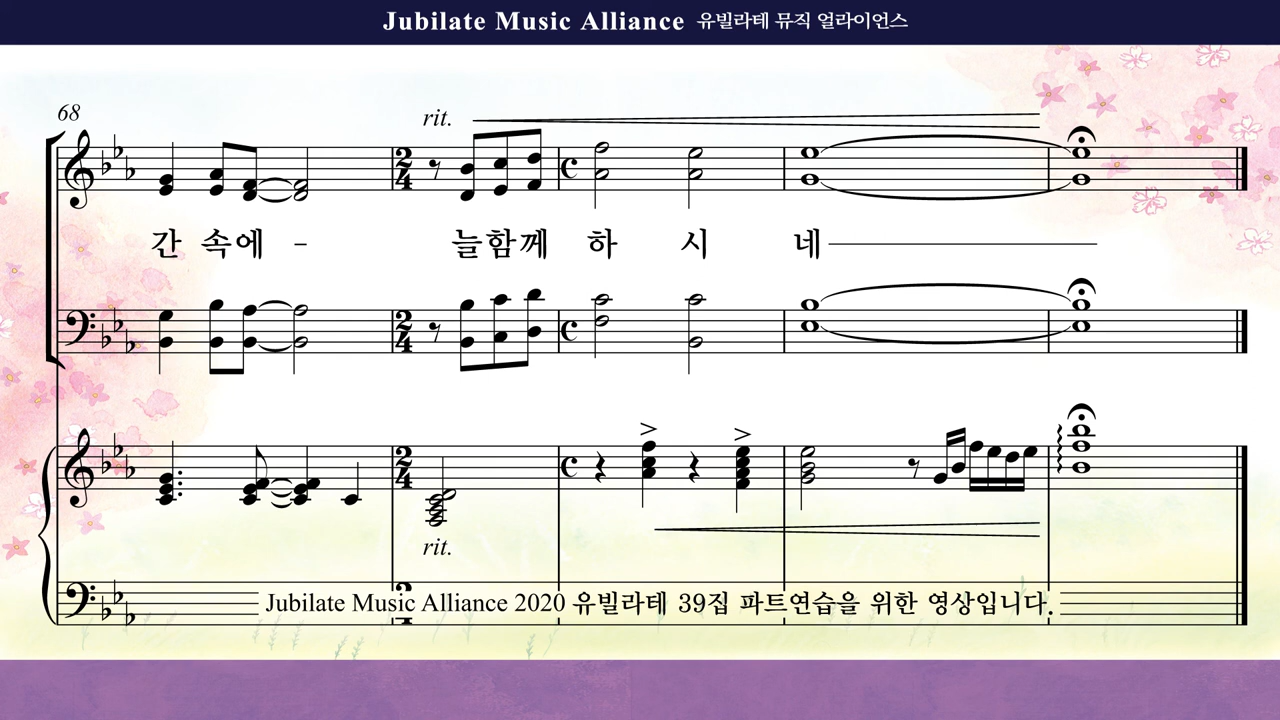 Jubilate Music Alliance 유빌라테 뮤직 얼라이언스
68
rit.
간 속에 - 늘함께 하 시 네
rit.
Jubilate Music Alliance 2020 유빌라테 39집 파트연습을 위한 영상입니다.